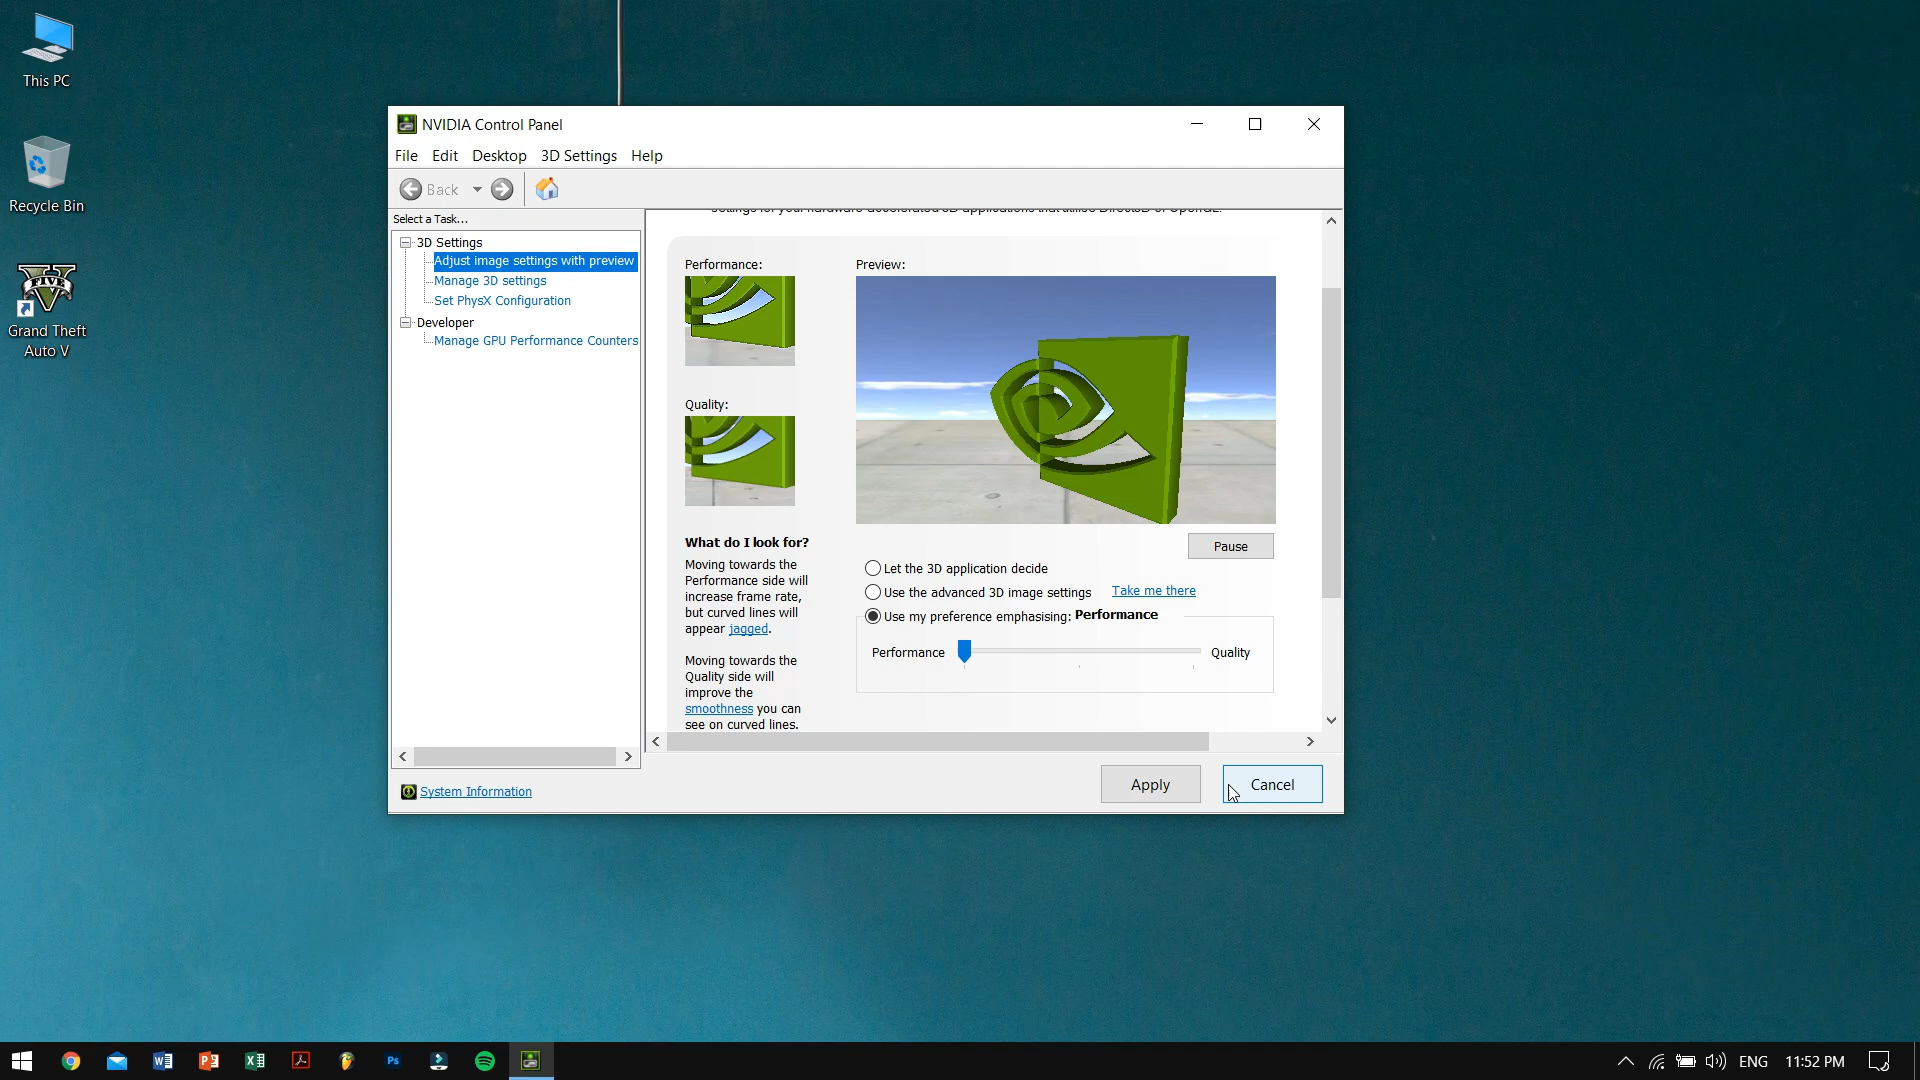 This PC
Recycle Bin
FIVE
Grand Theft
Auto V
NVIDIA Control Panel
File Edit Desktop 3D Settings Help
Back
Select a Task...
3D Settings
Adjust image settings with preview
Manage 3D settings
Set PhysX Configuration
Developer
Manage GPU Performance Counters
System Information
Performance:
Quality:
What do I look for?
Moving towards the
Performance side will
increase frame rate,
but curved lines will
appear jagged.
Moving towards the
Quality side will
improve the
smoothness you can
see on curved lines.
Preview:
Pause
Let the 3D application decide
Use the advanced 3D image settings Take me there
Use my preference emphasising: Performance
Performance Quality
Apply Cancel
Ps
ENG 11:52 PM